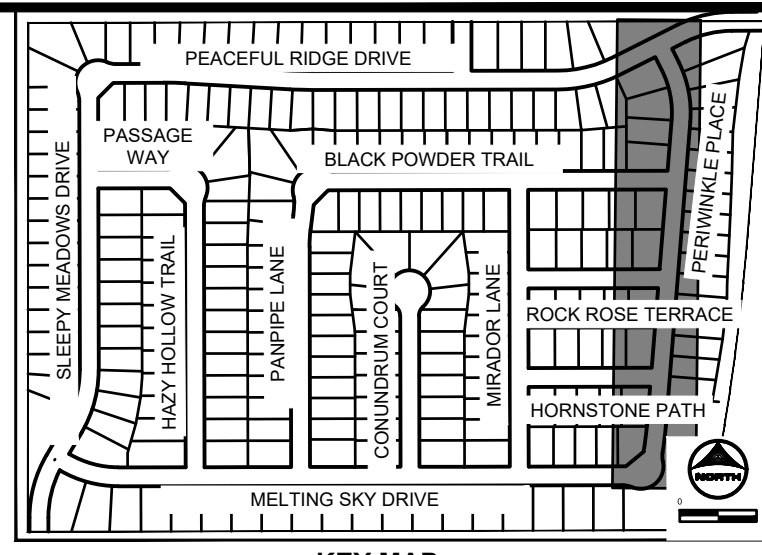 PEACEFUL RIDGE DRIVE
PASSAGE
WAY
BLACK POWDER TRAIL
SLEEPY MEADOWS DRIVE
HAZY HOLLOW TRAIL
PANPIPE LANE
CONUNDRUM COURT
MIRADOR LANE
PERIWINKLE PLACE
ROCK ROSE TERRACE
HORNSTONE PATH
MELTING SKY DRIVE
NORTH
0
KEY MAP